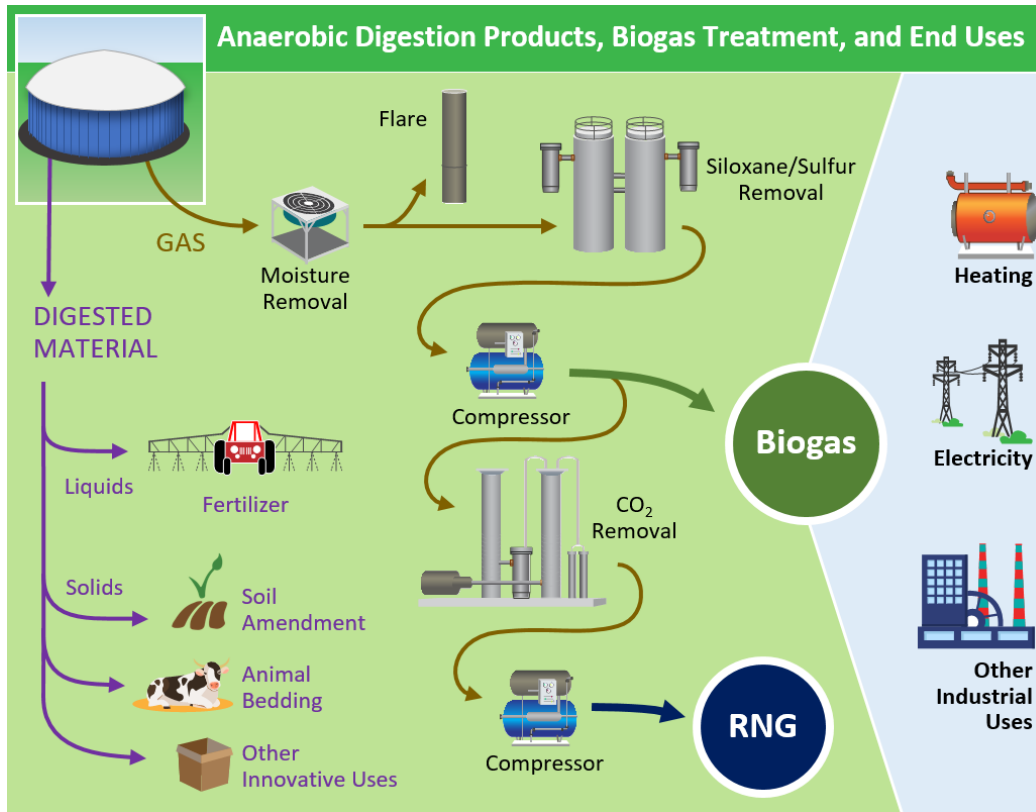 Anaerobic Digestion Products, Biogas Treatment, and End Uses
Flare
Siloxane/Sulfur
Removal
GAS
Moisture
Removal
Heating
DIGESTED
MATERIAL
Compressor
Biogas
Electricity
Liquids
Fertilizer
CO₂
Removal
Solids
Soil
Amendment
Animal
Bedding
Other
Industrial
Uses
RNG
Other
Innovative Uses
Compressor